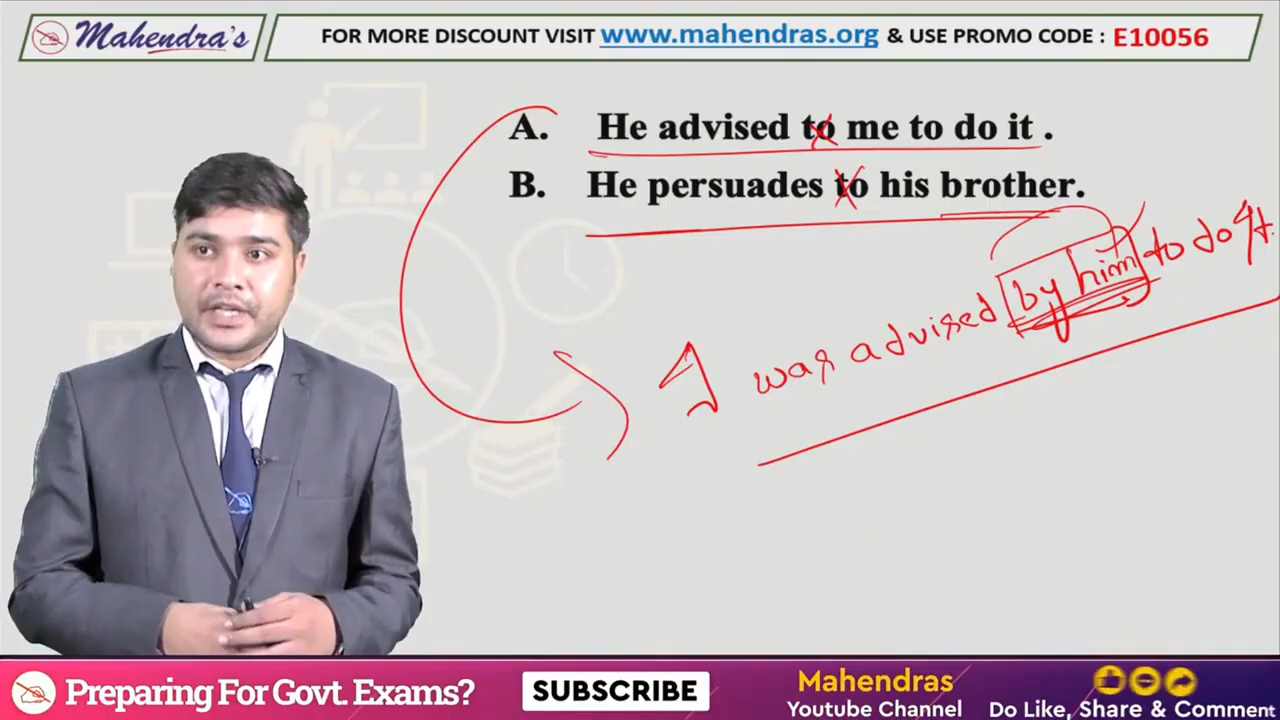 Mahendra's
FOR MORE DISCOUNT VISIT www.mahendras.org & USE PROMO CODE : E10056
A. He advised to me to do it .
B. He persuades to his brother.
I was advised by him to do it.
Preparing For Govt. Exams?
SUBSCRIBE
Mahendras
YouTube Channel
Do Like, Share & Comment